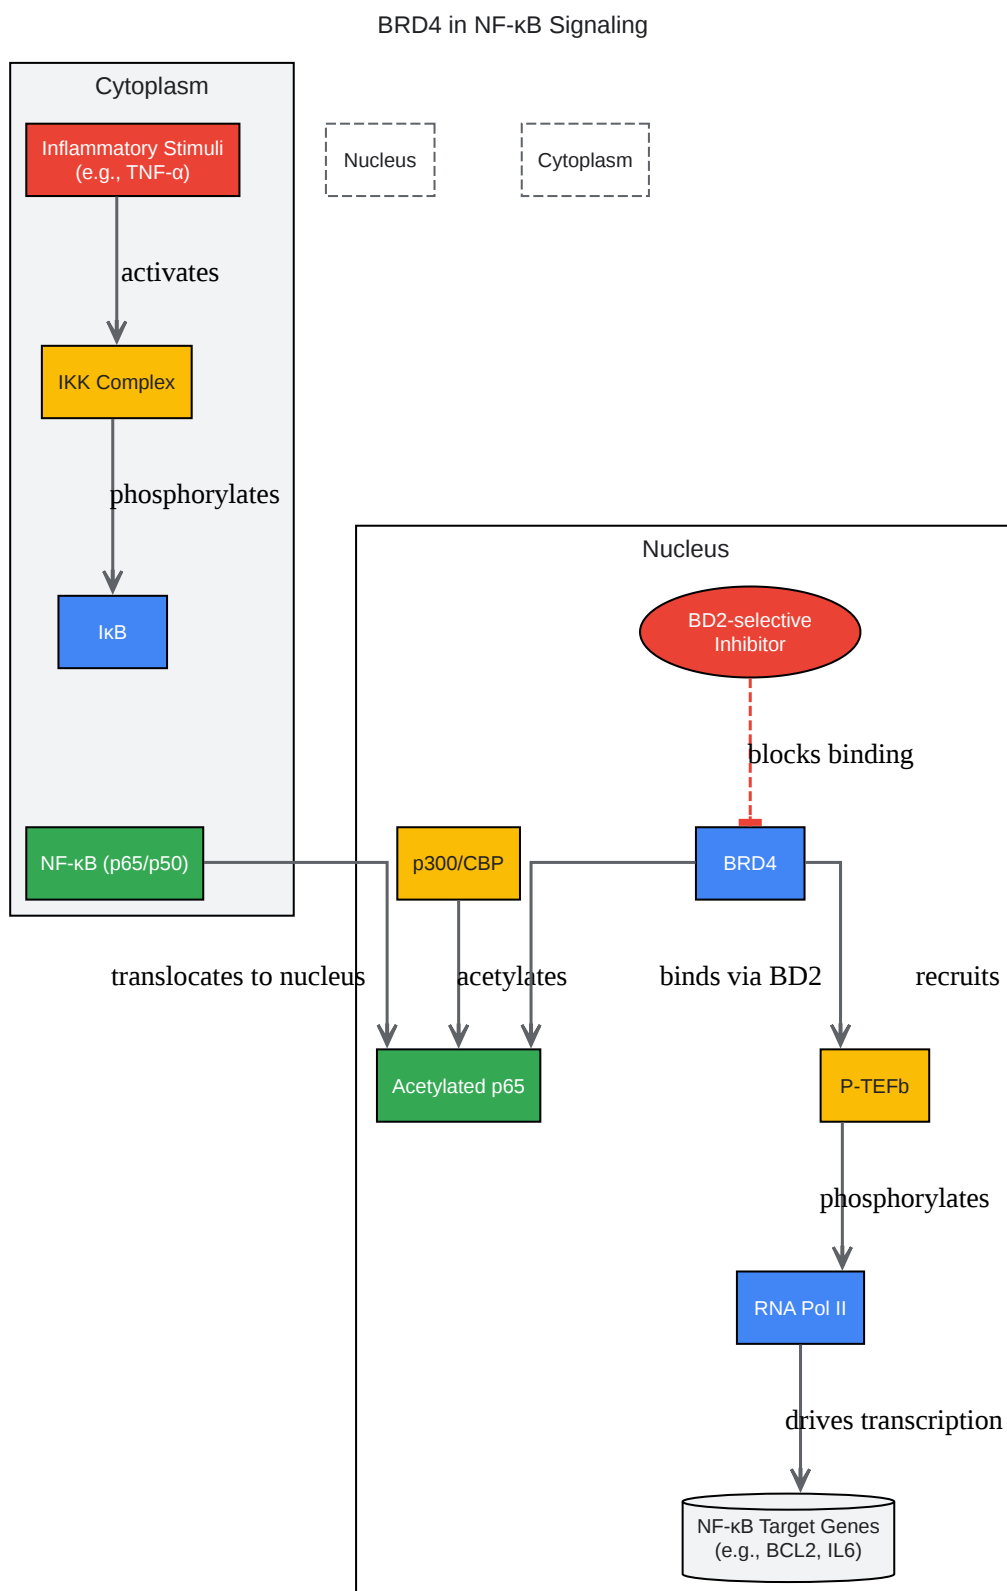 BRD4 in NF-κB Signaling
Cytoplasm
Inflammatory Stimuli
(e.g., TNF-α)
Nucleus
Cytoplasm
activates
IKK Complex
phosphorylates
Nucleus
IκB
BD2-selective
Inhibitor
blocks binding
NF-κB (p65/p50)
p300/CBP
BRD4
translocates to nucleus
acetylates
binds via BD2
recruits
Acetylated p65
P-TEFb
phosphorylates
RNA Pol II
drives transcription
NF-κB Target Genes
(e.g., BCL2, IL6)